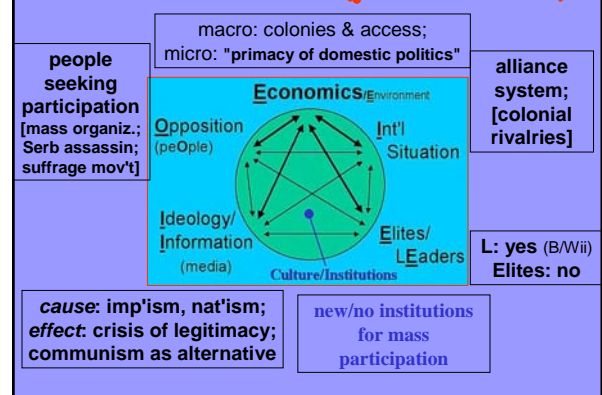 macro: colonies & access;
micro: "primacy of domestic politics"
people
seeking
participation
[mass organiz.;
Serb assassin;
suffrage mov't]
alliance
system;
[colonial
rivalries]
Economics/Environment
Opposition
(peOple)
Int'l
Situation
Ideology/
Information
(media)
Elites/
LEaders
Culture/Institutions
L: yes (B/Wii)
Elites: no
cause: imp'ism, nat'ism;
effect: crisis of legitimacy;
communism as alternative
new/no institutions
for mass
participation